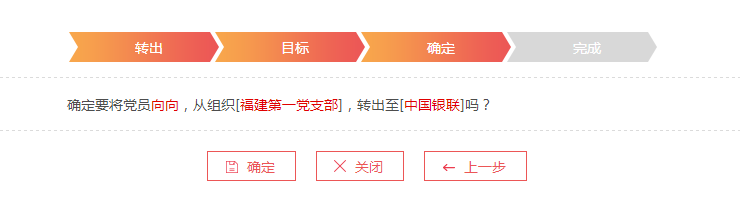 转出 目标 确定 完成
确定要将党员向向，从组织[福建第一党支部]，转出至[中国银联]吗？
确定 关闭 上一步